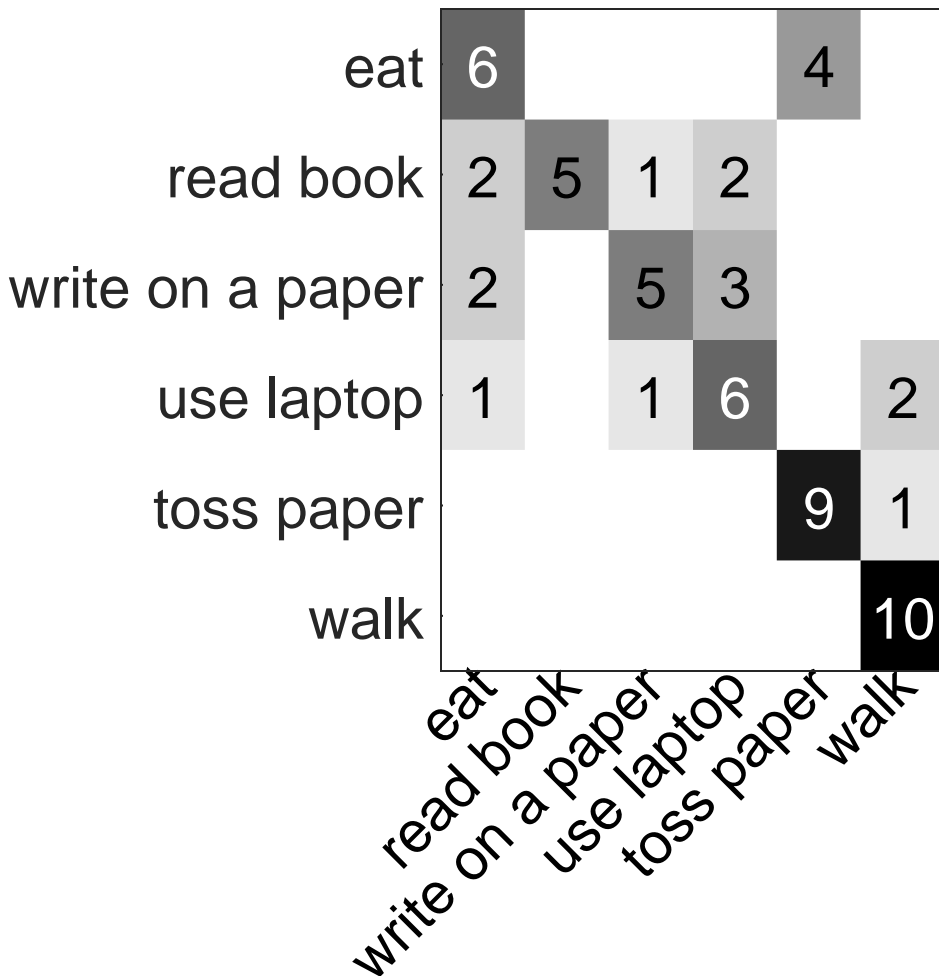 eat 6 4
read book 2 5 1 2
write on a paper 2 5 3
use laptop 1 1 6 2
toss paper 9 1
walk 10
eat
read book
write on a paper
use laptop
toss paper
walk